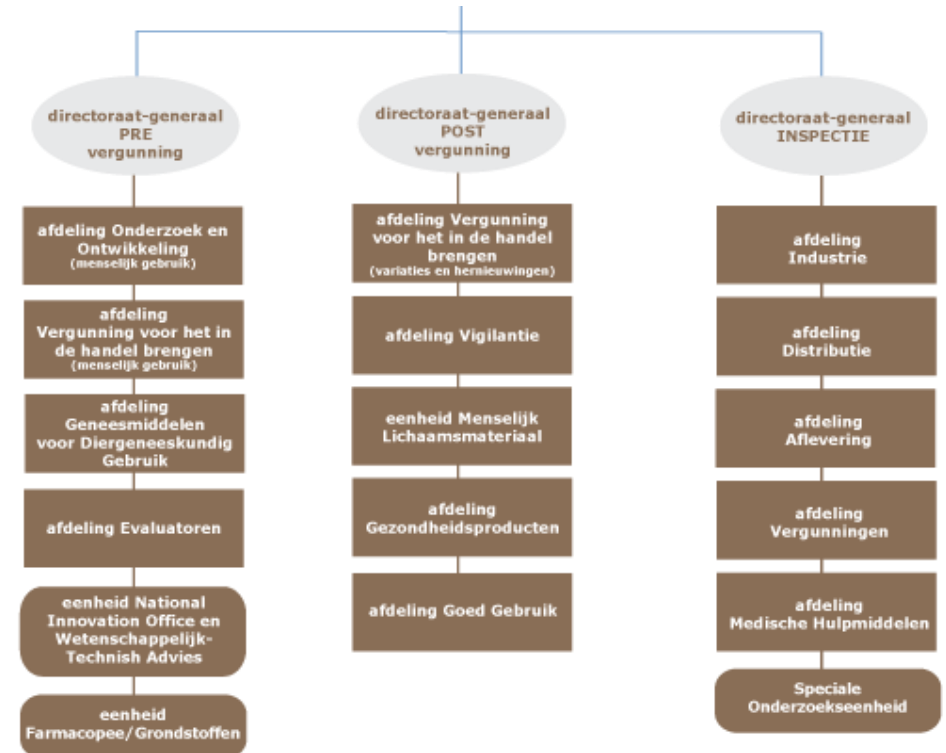 directoraat-generaal
PRE
vergunning
afdeling Onderzoek en
Ontwikkeling
(menselijk gebruik)
afdeling
Vergunning voor het in
de handel brengen
(menselijk gebruik)
afdeling
Geneesmiddelen
voor Diergeneeskundig
Gebruik
afdeling Evaluatoren
eenheid National
Innovation Office en
Wetenschappelijk-
Technish Advies
eenheid
Farmacopee/Grondstoffen
directoraat-generaal
POST
vergunning
afdeling Vergunning
voor het in de handel
brengen
(variaties en hernieuwingen)
afdeling Vigilantie
eenheid Menselijk
Lichaamsmateriaal
afdeling
Gezondheidsproducten
afdeling Goed Gebruik
directoraat-generaal
INSPECTIE
afdeling
Industrie
afdeling
Distributie
afdeling
Aflevering
afdeling
Vergunningen
afdeling
Medische Hulpmiddelen
Speciale
Onderzoekseenheid